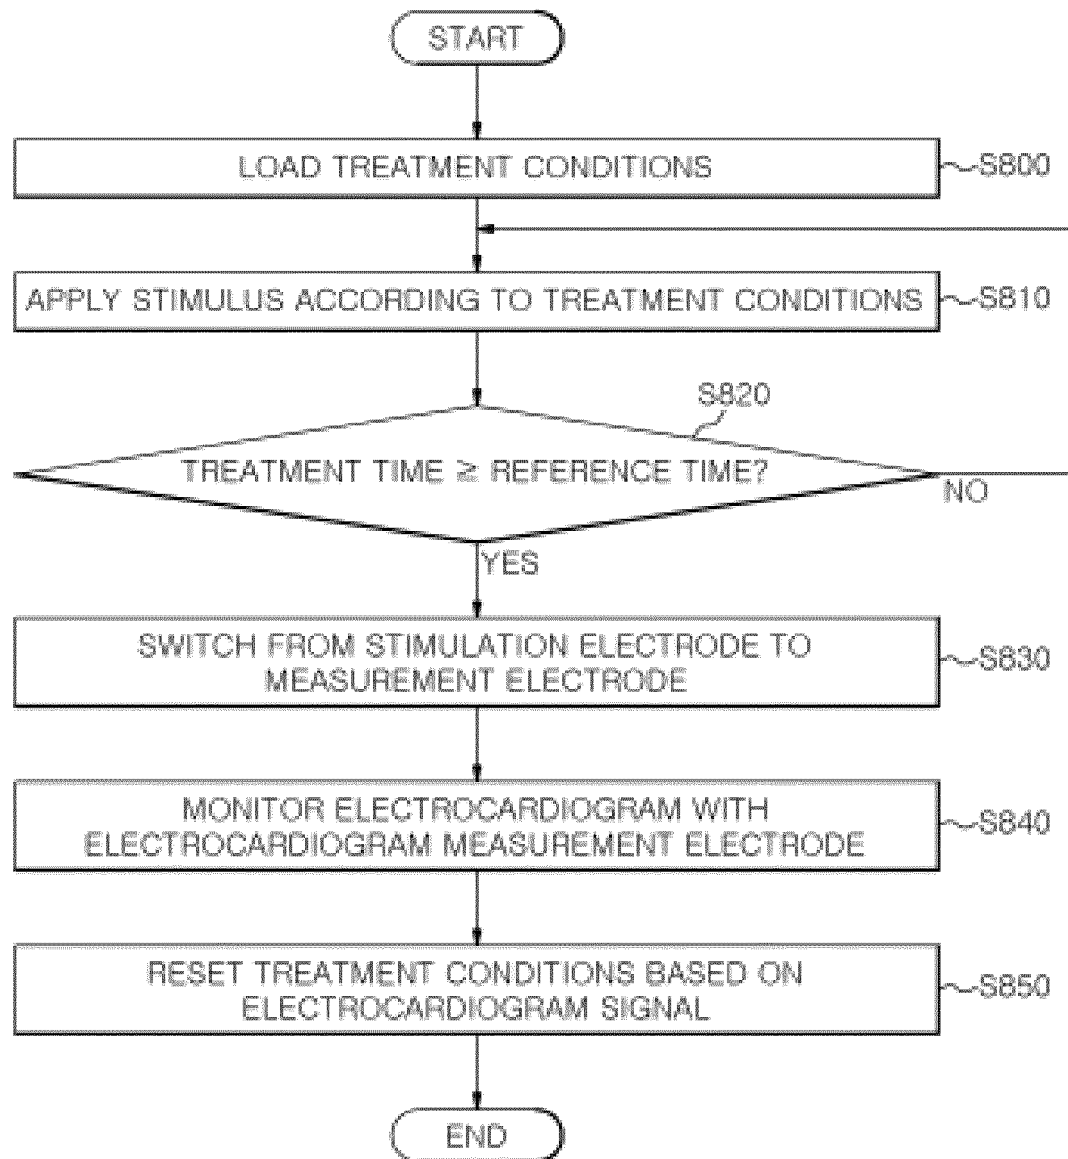 START
LOAD TREATMENT CONDITIONS
S800
APPLY STIMULUS ACCORDING TO TREATMENT CONDITIONS
S810
S820
TREATMENT TIME ≧ REFERENCE TIME?
NO
YES
SWITCH FROM STIMULATION ELECTRODE TO
MEASUREMENT ELECTRODE
S830
MONITOR ELECTROCARDIOGRAM WITH
ELECTROCARDIOGRAM MEASUREMENT ELECTRODE
S840
RESET TREATMENT CONDITIONS BASED ON
ELECTROCARDIOGRAM SIGNAL
S850
END